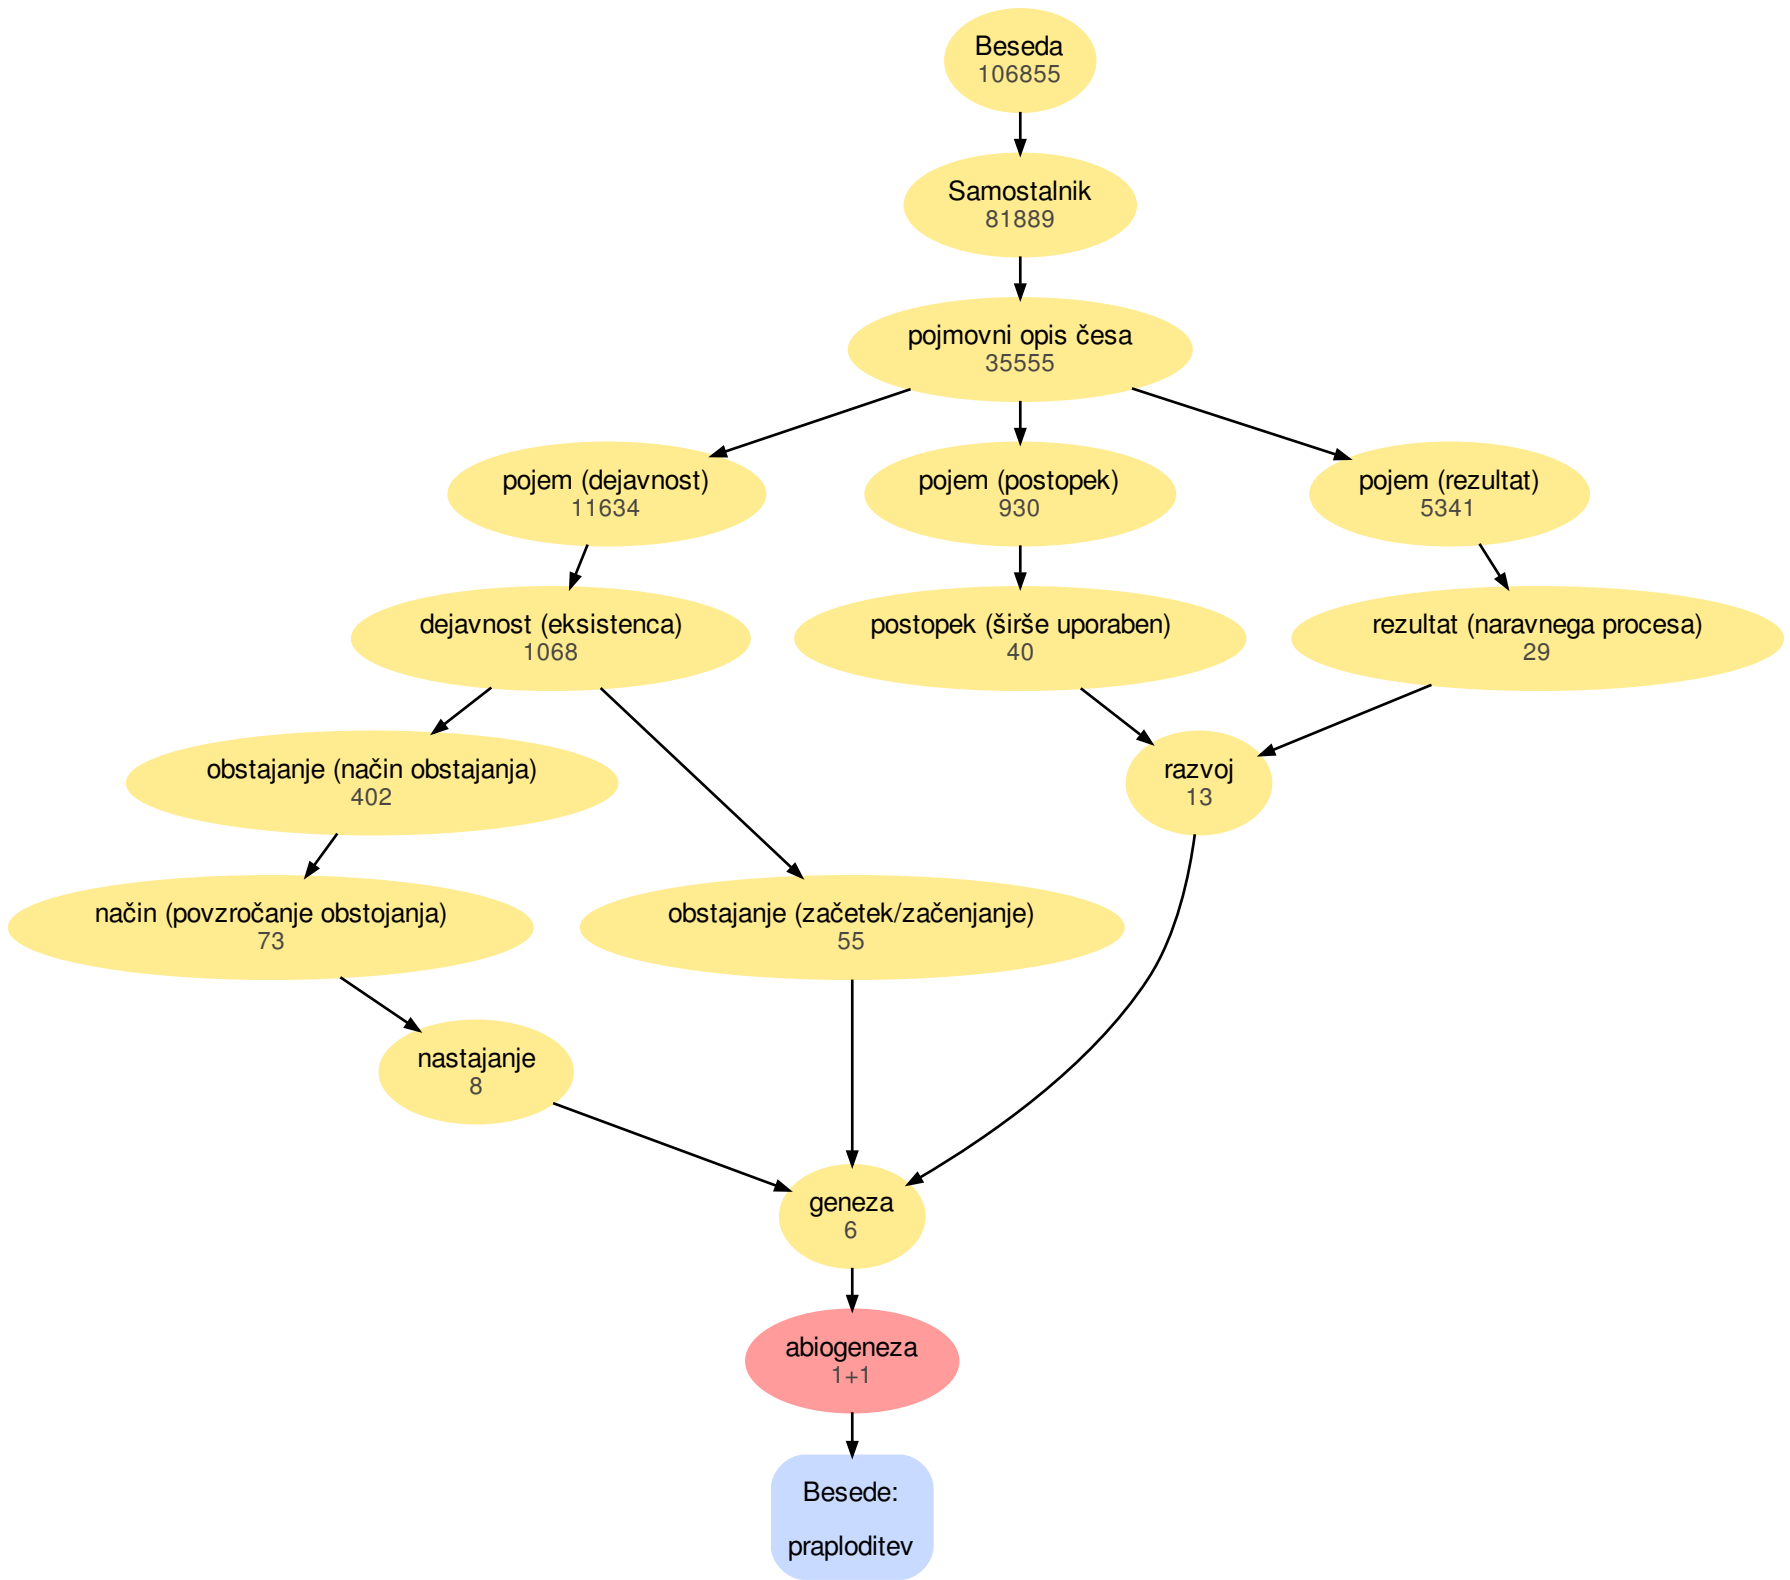 Beseda
106855
Samostalnik
81889
pojmovni opis česa
35555
pojem (dejavnost)
11634
pojem (postopek)
930
pojem (rezultat)
5341
dejavnost (eksistenca)
1068
postopek (širše uporaben)
40
rezultat (naravnega procesa)
29
obstajanje (način obstajanja)
402
razvoj
13
način (povzročanje obstojanja)
73
obstajanje (začetek/začenjanje)
55
nastajanje
8
geneza
6
abiogeneza
1+1
Besede:
praploditev